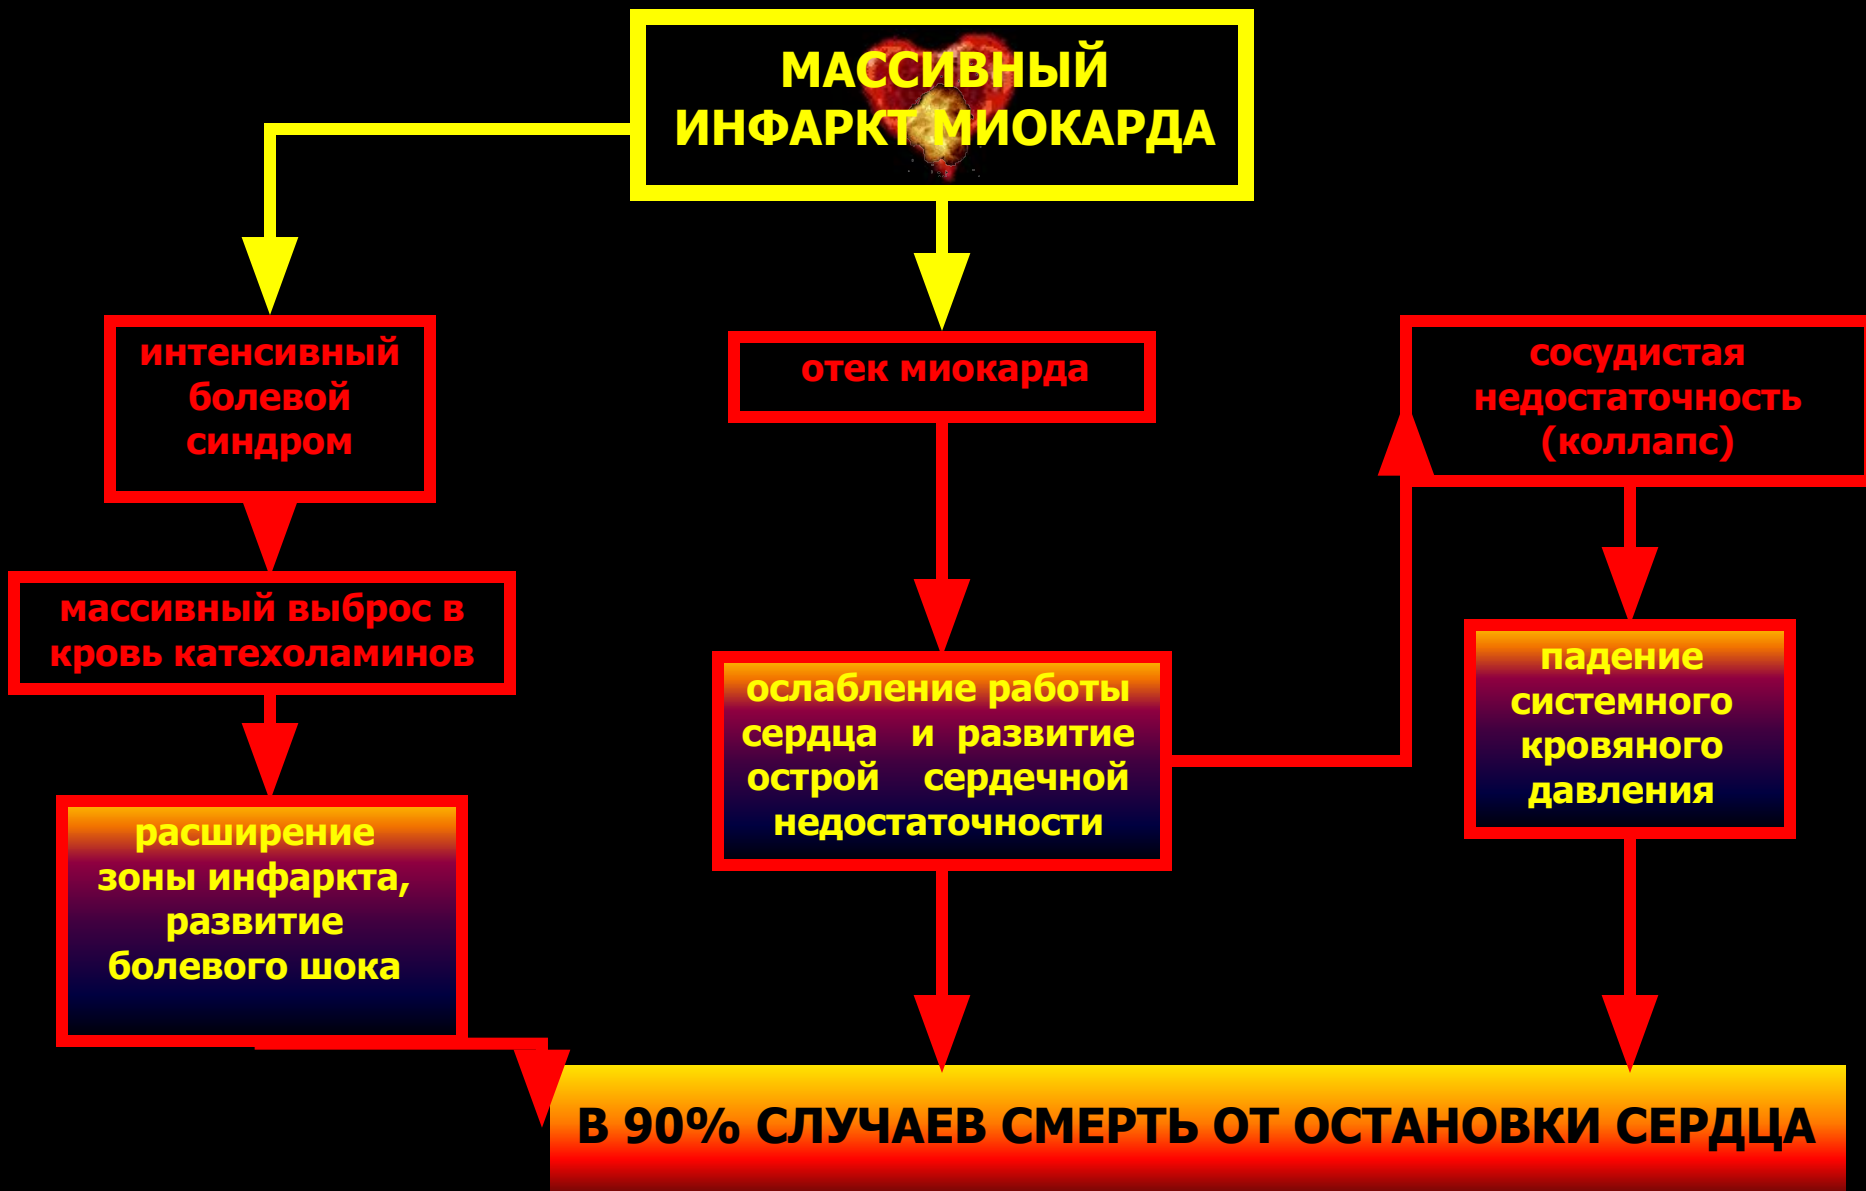 МАССИВНЫЙ
ИНФАРКТ МИОКАРДА
интенсивный
болевой
синдром
массивный выброс в
кровь катехоламинов
расширение
зоны инфаркта,
развитие
болевого шока
отек миокарда
ослабление работы
сердца и развитие
острой сердечной
недостаточности
сосудистая
недостаточность
(коллапс)
падение
системного
кровяного
давления
В 90% СЛУЧАЕВ СМЕРТЬ ОТ ОСТАНОВКИ СЕРДЦА